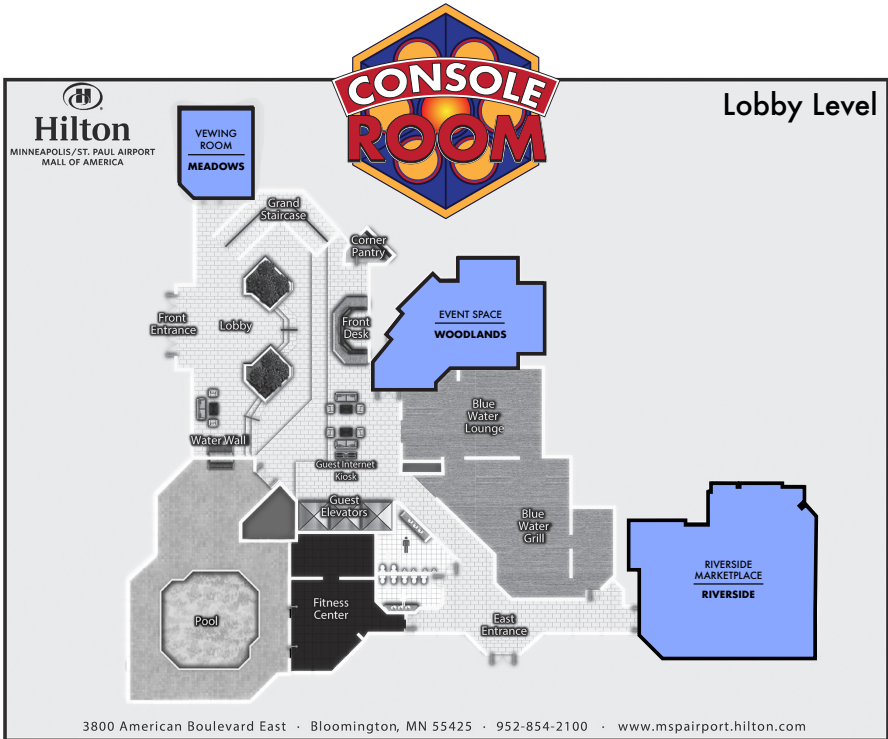 CONSOLE
ROOM
Lobby Level
Hilton
MINNEAPOLIS/ST. PAUL AIRPORT
MALL OF AMERICA
VEWING
ROOM
MEADOWS
Grand
Staircase
Corner
Pantry
Front
Entrance
Lobby
Front
Desk
EVENT SPACE
WOODLANDS
Blue
Water
Lounge
Water Wall
Guest Internet
Kiosk
Guest
Elevators
Blue
Water
Grill
RIVERSIDE
MARKETPLACE
RIVERSIDE
Fitness
Center
Pool
East
Entrance
3800 American Boulevard East · Bloomington, MN 55425 · 952-854-2100 · www.mspairport.hilton.com